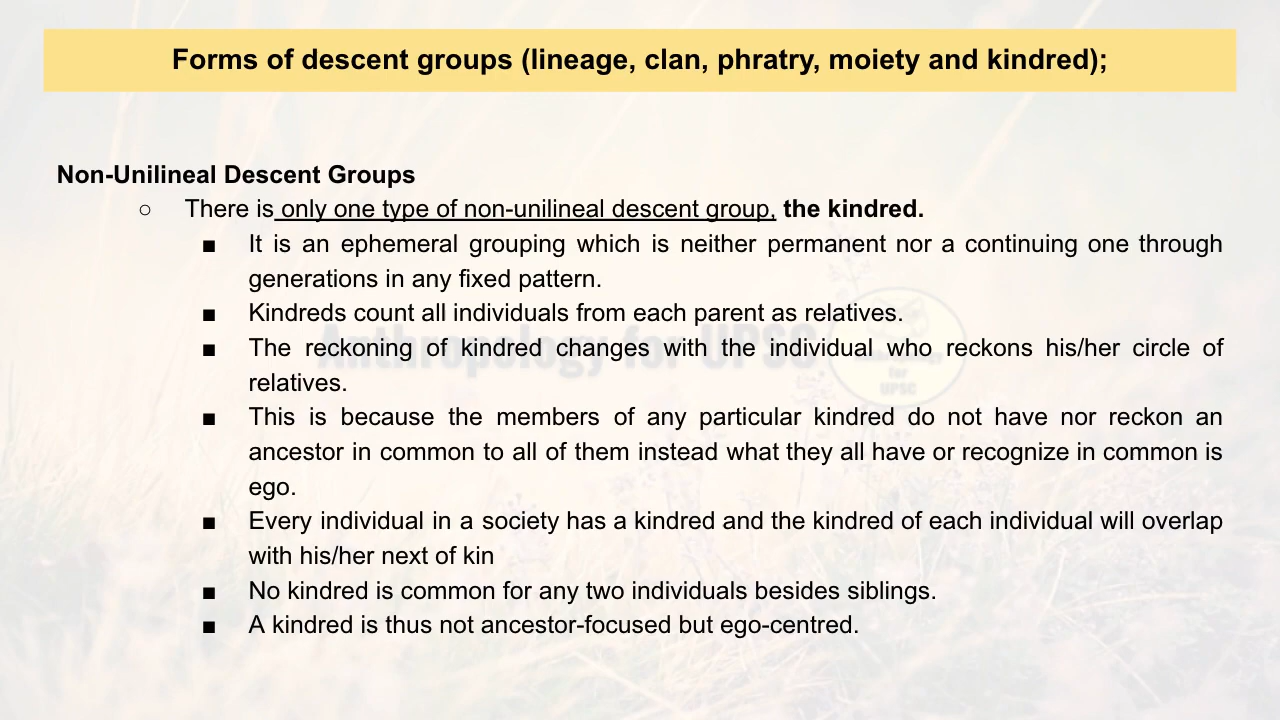 Forms of descent groups (lineage, clan, phratry, moiety and kindred);
Non-Unilineal Descent Groups
○ There is only one type of non-unilineal descent group, the kindred.
■ It is an ephemeral grouping which is neither permanent nor a continuing one through
generations in any fixed pattern.
■ Kindreds count all individuals from each parent as relatives.
■ The reckoning of kindred changes with the individual who reckons his/her circle of
relatives.
■ This is because the members of any particular kindred do not have nor reckon an
ancestor in common to all of them instead what they all have or recognize in common is
ego.
■ Every individual in a society has a kindred and the kindred of each individual will overlap
with his/her next of kin
■ No kindred is common for any two individuals besides siblings.
■ A kindred is thus not ancestor-focused but ego-centred.
Anthropology for UPSC
for
UPSC